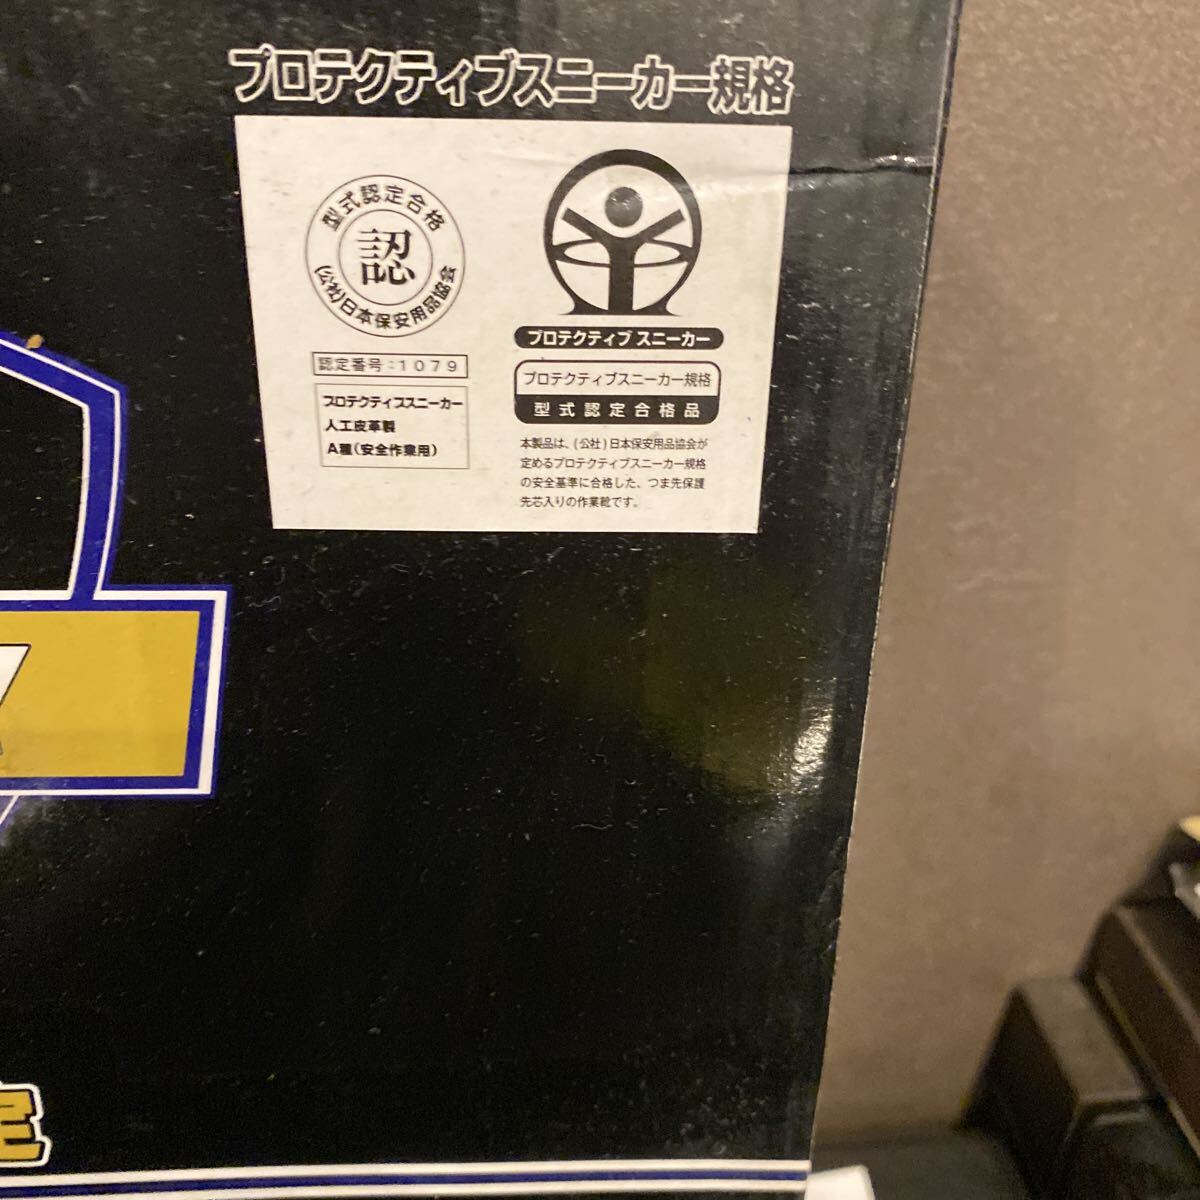 プロテクティブスニーカー規格
型式認定合格
認
(公社)日本保安用品協会
認定番号:1079
プロテクティブスニーカー
人工皮革製
A種(安全作業用)
プロテクティブ スニーカー
プロテクティブスニーカー規格
型式認定合格品
本製品は、(公社)日本保安用品協会が
定めるプロテクティブスニーカー規格
の安全基準に合格した、つま先保護
先芯入りの作業靴です。
定